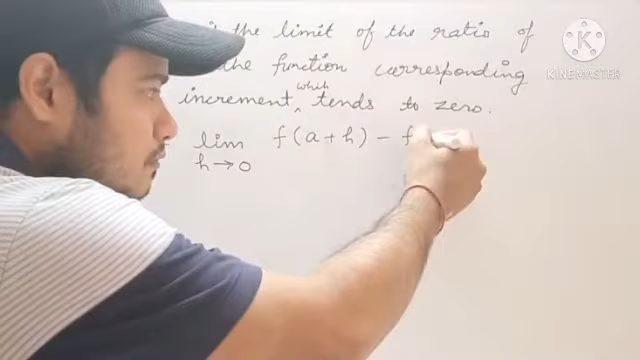 the limit of the ratio of
the function corresponding
increment, which tends to zero.
lim f(a+h) - f
h→0
K
KINEMASTER